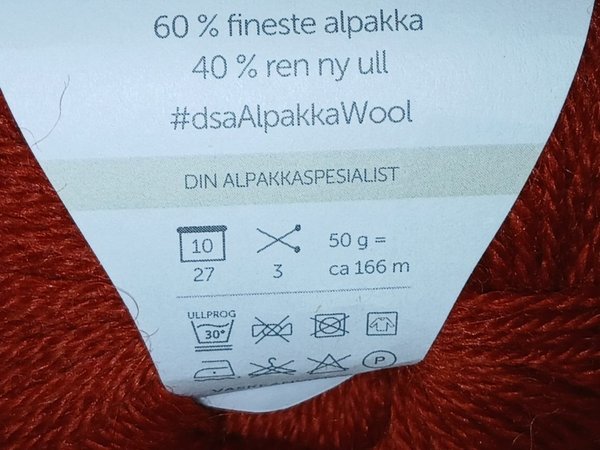 60 % fineste alpakka
40 % ren ny ull
#dsaAlpakkaWool
DIN ALPAKKASPESIALIST
10
27
3
50 g =
ca 166 m
ULLPROG
30°
P